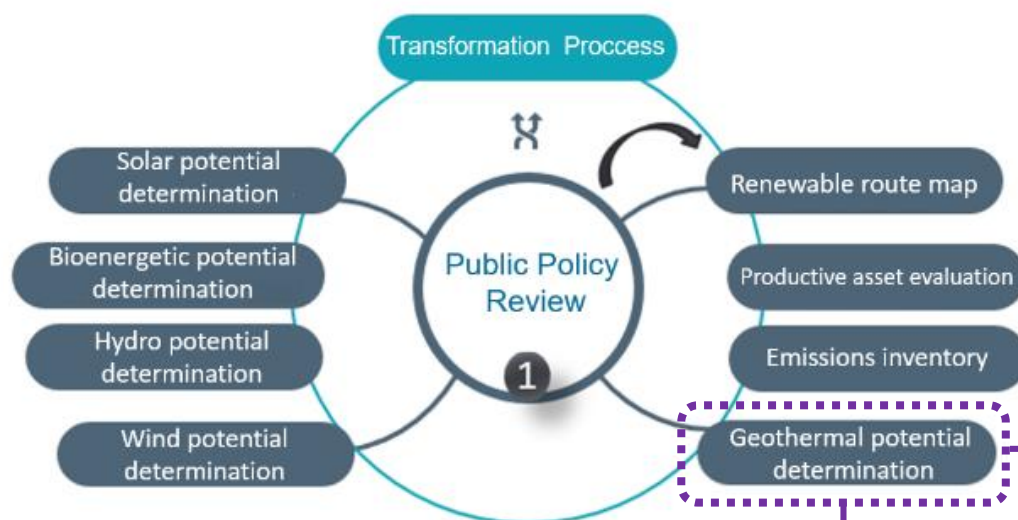 Transformation Proccess
Solar potential
determination
Bioenergetic potential
determination
Hydro potential
determination
Wind potential
determination
Public Policy
Review
1
Renewable route map
Productive asset evaluation
Emissions inventory
Geothermal potential
determination